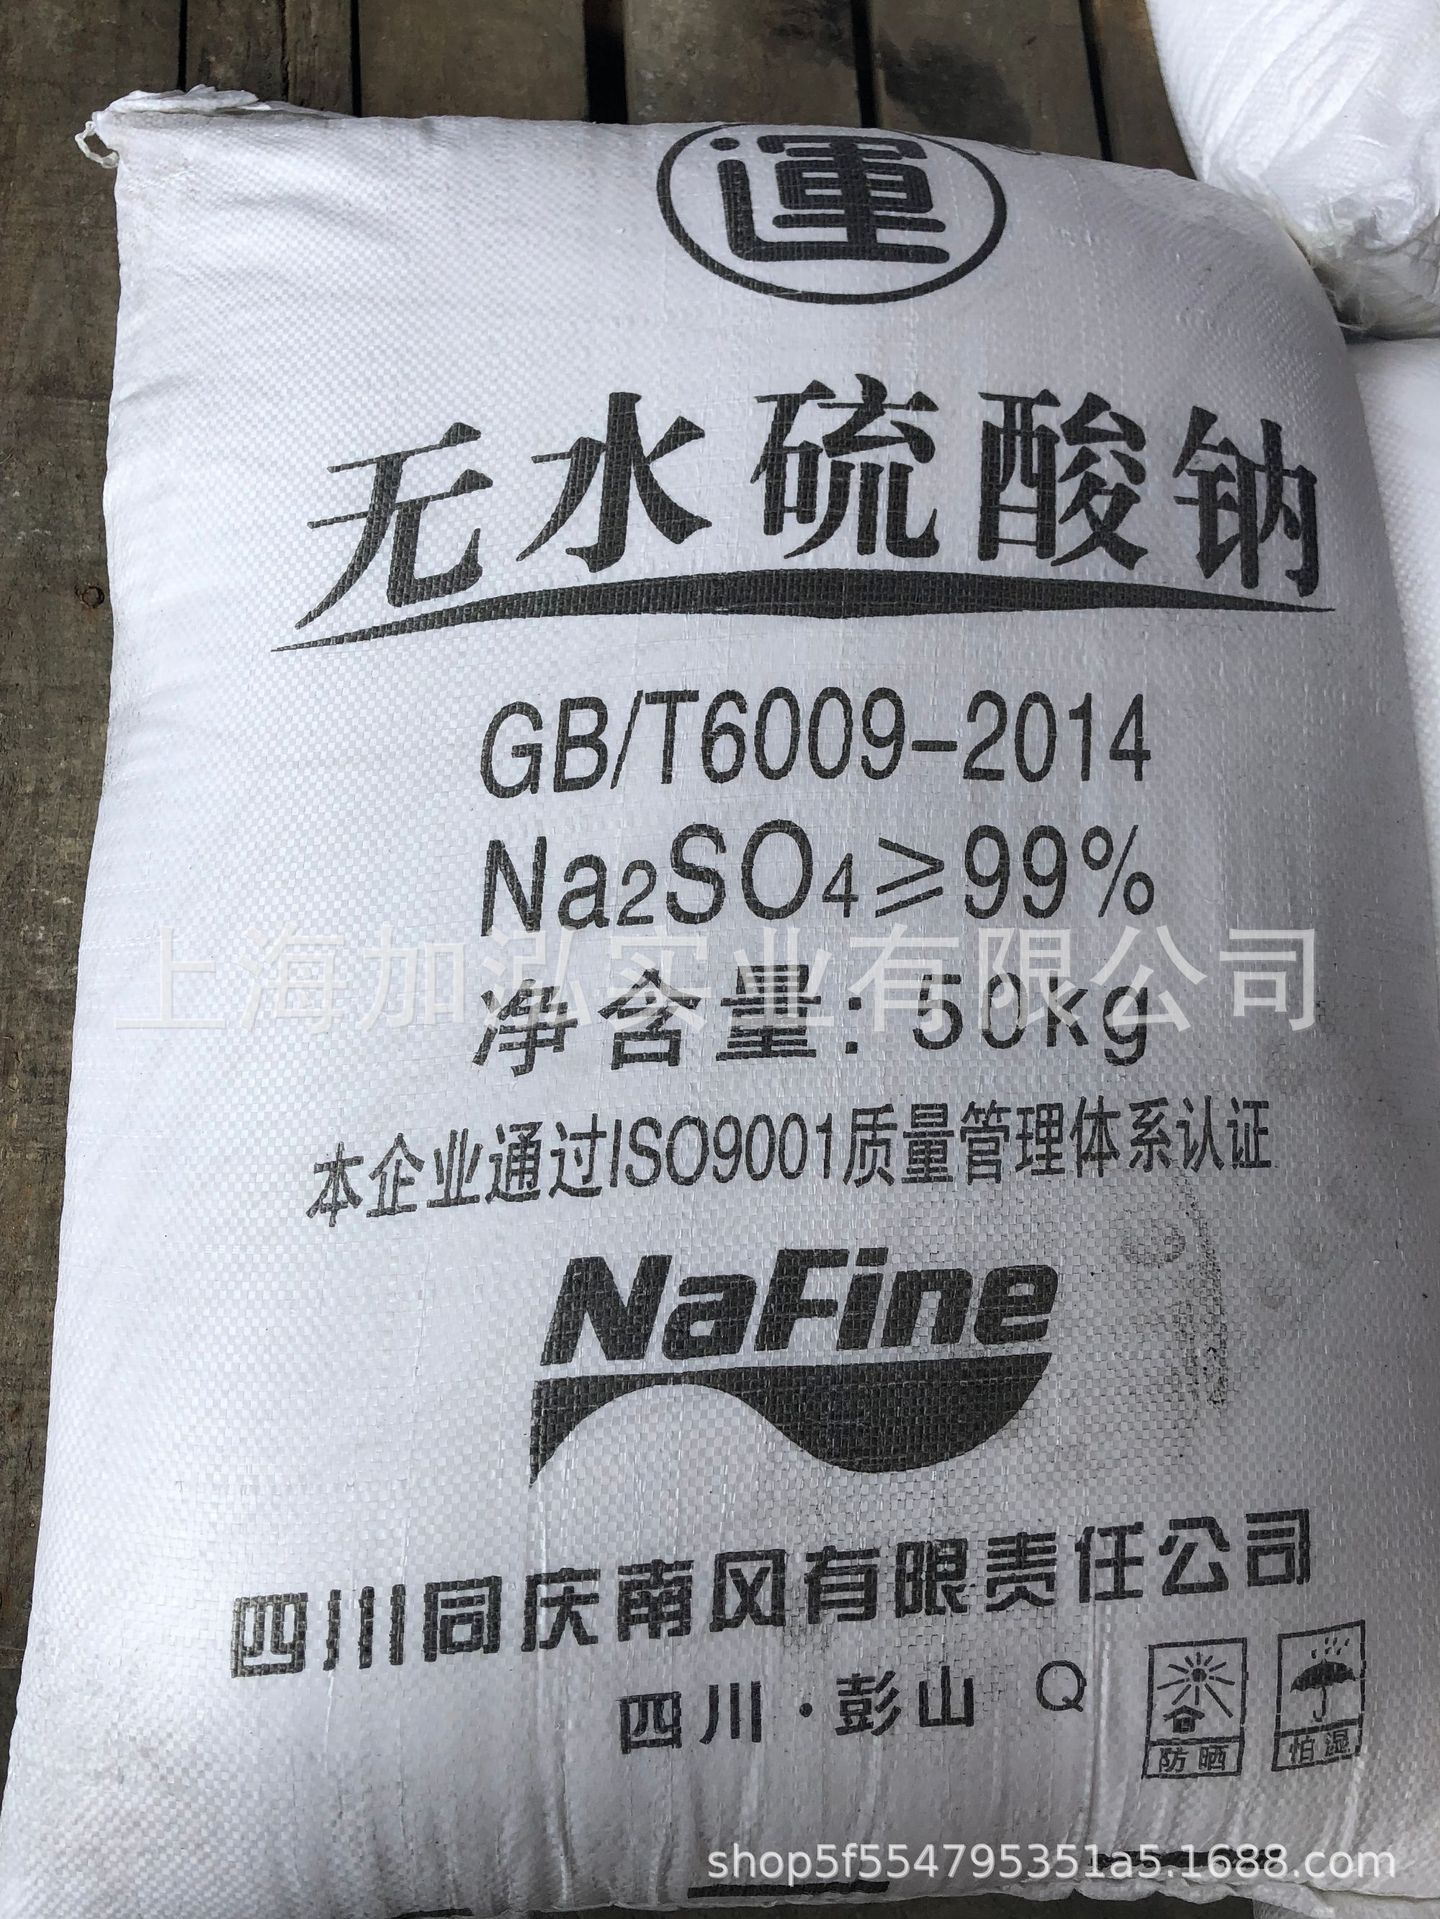 運
无水硫酸钠
GB/T6009-2014
Na2SO4≥99%
上海加泓实业有限公司
净含量:50kg
本企业通过ISO9001质量管理体系认证
NaFine
四川同庆南风有限责任公司
四川·彭山 Q
防晒
怕湿
shop5f554795351a5.1688.com